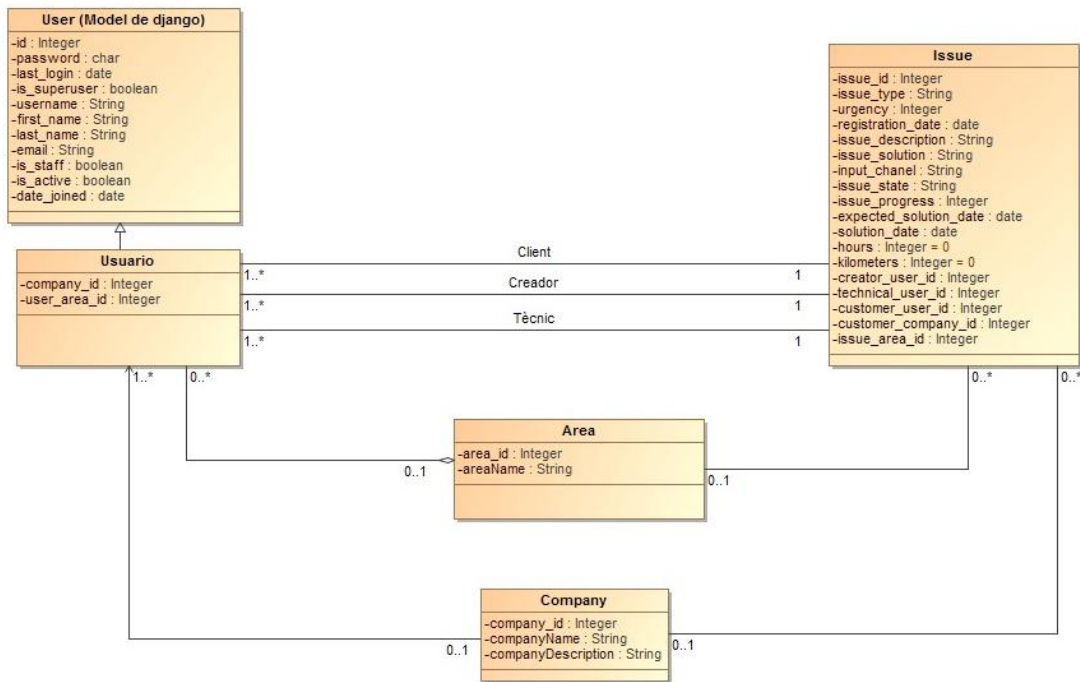 User (Model de django)
-id : Integer
-password : char
-last_login : date
-is_superuser : boolean
-username : String
-first_name : String
-last_name : String
-email : String
-is_staff : boolean
-is_active : boolean
-date_joined : date
Issue
-issue_id : Integer
-issue_type : String
-urgency : Integer
-registration_date : date
-issue_description : String
-issue_solution : String
-input_chanel : String
-issue_state : String
-issue_progress : Integer
-expected_solution_date : date
-solution_date : date
-hours : Integer = 0
-kilometers : Integer = 0
-creator_user_id : Integer
-technical_user_id : Integer
-customer_user_id : Integer
-customer_company_id : Integer
-issue_area_id : Integer
Usuario
-company_id : Integer
-user_area_id : Integer
Client
1..* 1
Creador
1..* 1
Tècnic
1..* 1
1..* 0..* 0..* 0..*
Area
-area_id : Integer
-areaName : String
0..1 0..1
Company
-company_id : Integer
-companyName : String
-companyDescription : String
0..1 0..1